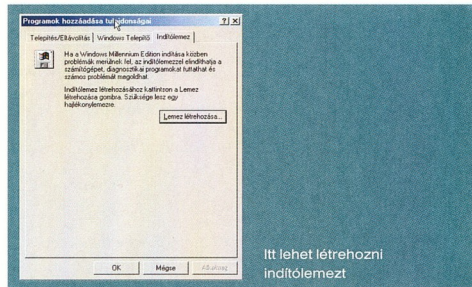 Programok hozzáadása tulajdonságai
Telepítés/Eltávolítás Windows Telepítő Indítólemez
Ha a Windows Millennium Edition indítása közben
problémák merülnek fel, az indítólemezzel elindíthatja a
számítógépet, diagnosztikai programokat futtathat és
számos problémát megoldhat.
Indítólemez létrehozásához kattintson a Lemez
létrehozása gombra. Szüksége lesz egy
hajlékonylemezre.
Lemez létrehozása...
OK Mégse Alkalmaz
Itt lehet létrehozni
indítólemezt